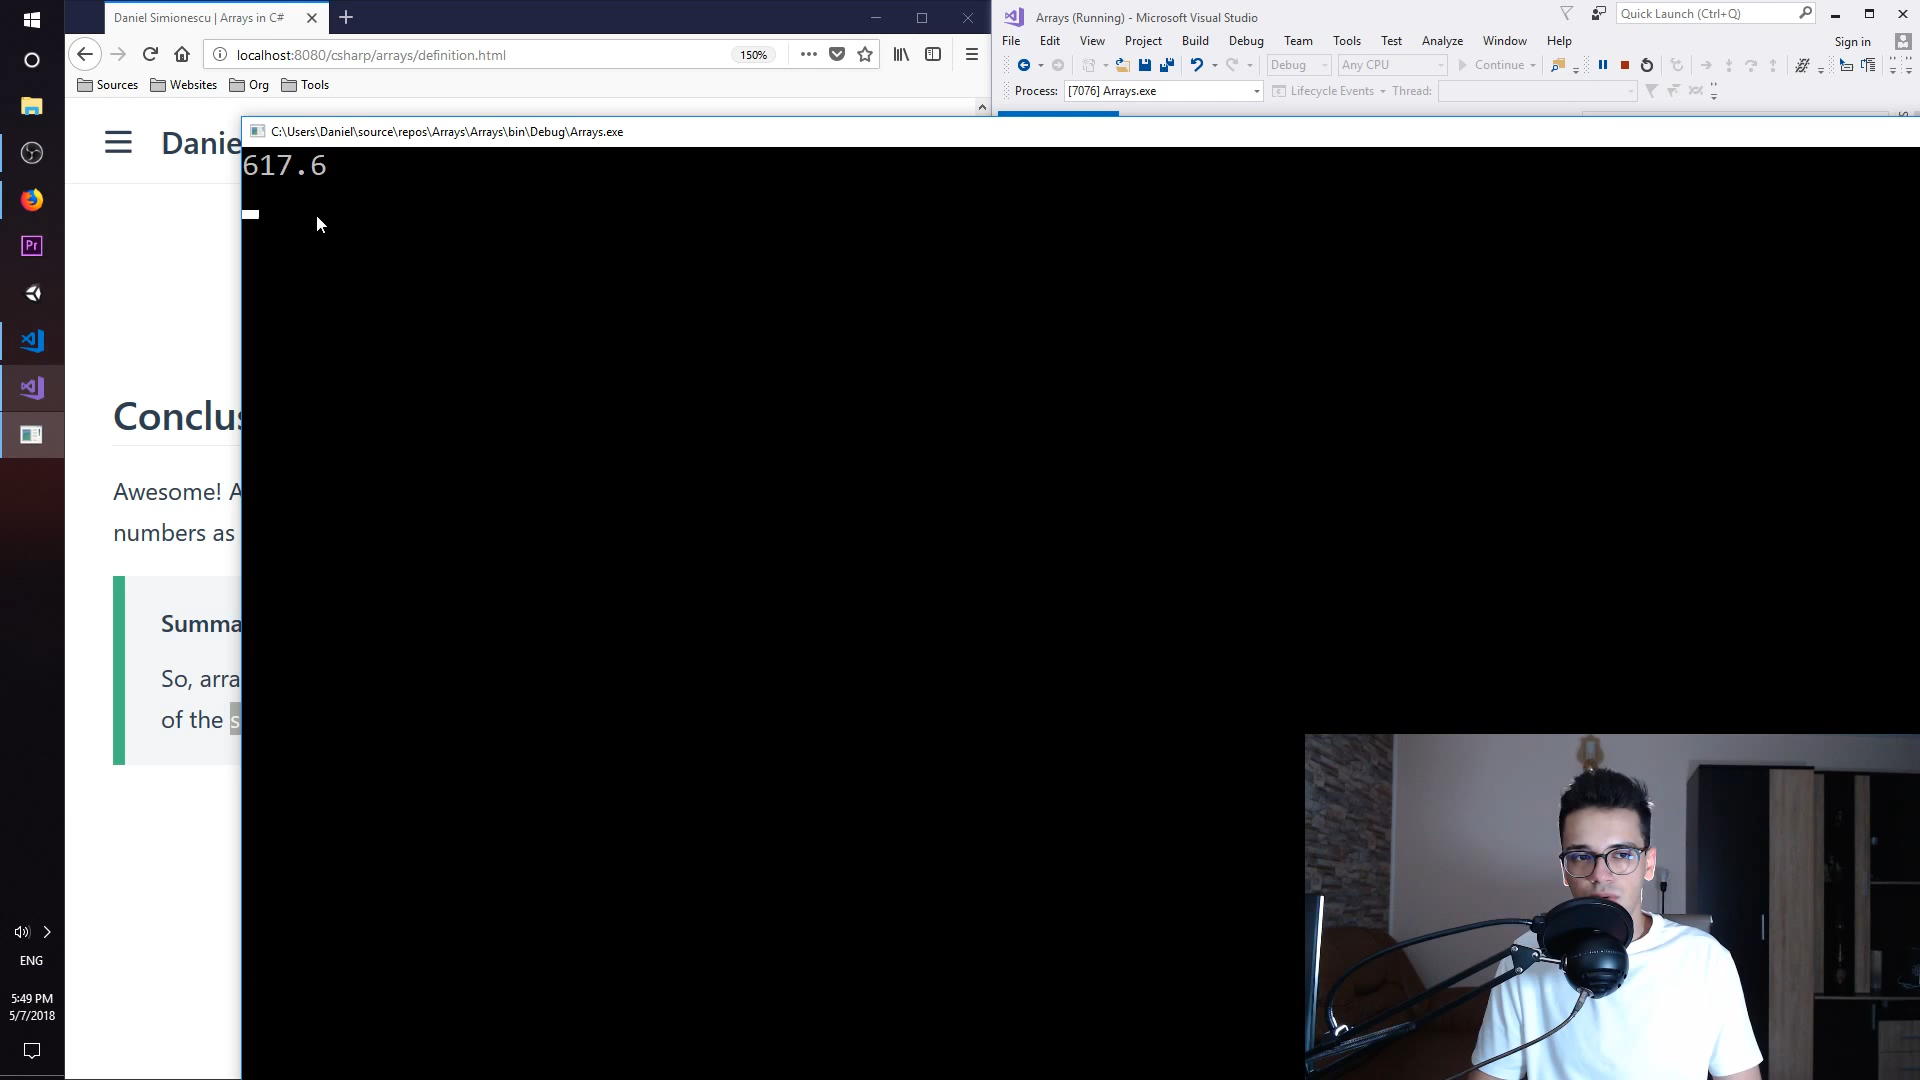 Daniel Simionescu | Arrays in C#
localhost:8080/csharp/arrays/definition.html
150%
Sources
Websites
Org
Tools
Arrays (Running) - Microsoft Visual Studio
Quick Launch (Ctrl+Q)
File
Edit
View
Project
Build
Debug
Team
Tools
Test
Analyze
Window
Help
Sign in
Debug
Any CPU
Continue
Process:
[7076] Arrays.exe
Lifecycle Events
Thread:
C:\Users\Daniel\source\repos\Arrays\Arrays\bin\Debug\Arrays.exe
617.6
Danie
Conclus
Awesome! A
numbers as
Summa
So, arra
of the s
Pr
ENG
5:49 PM
5/7/2018